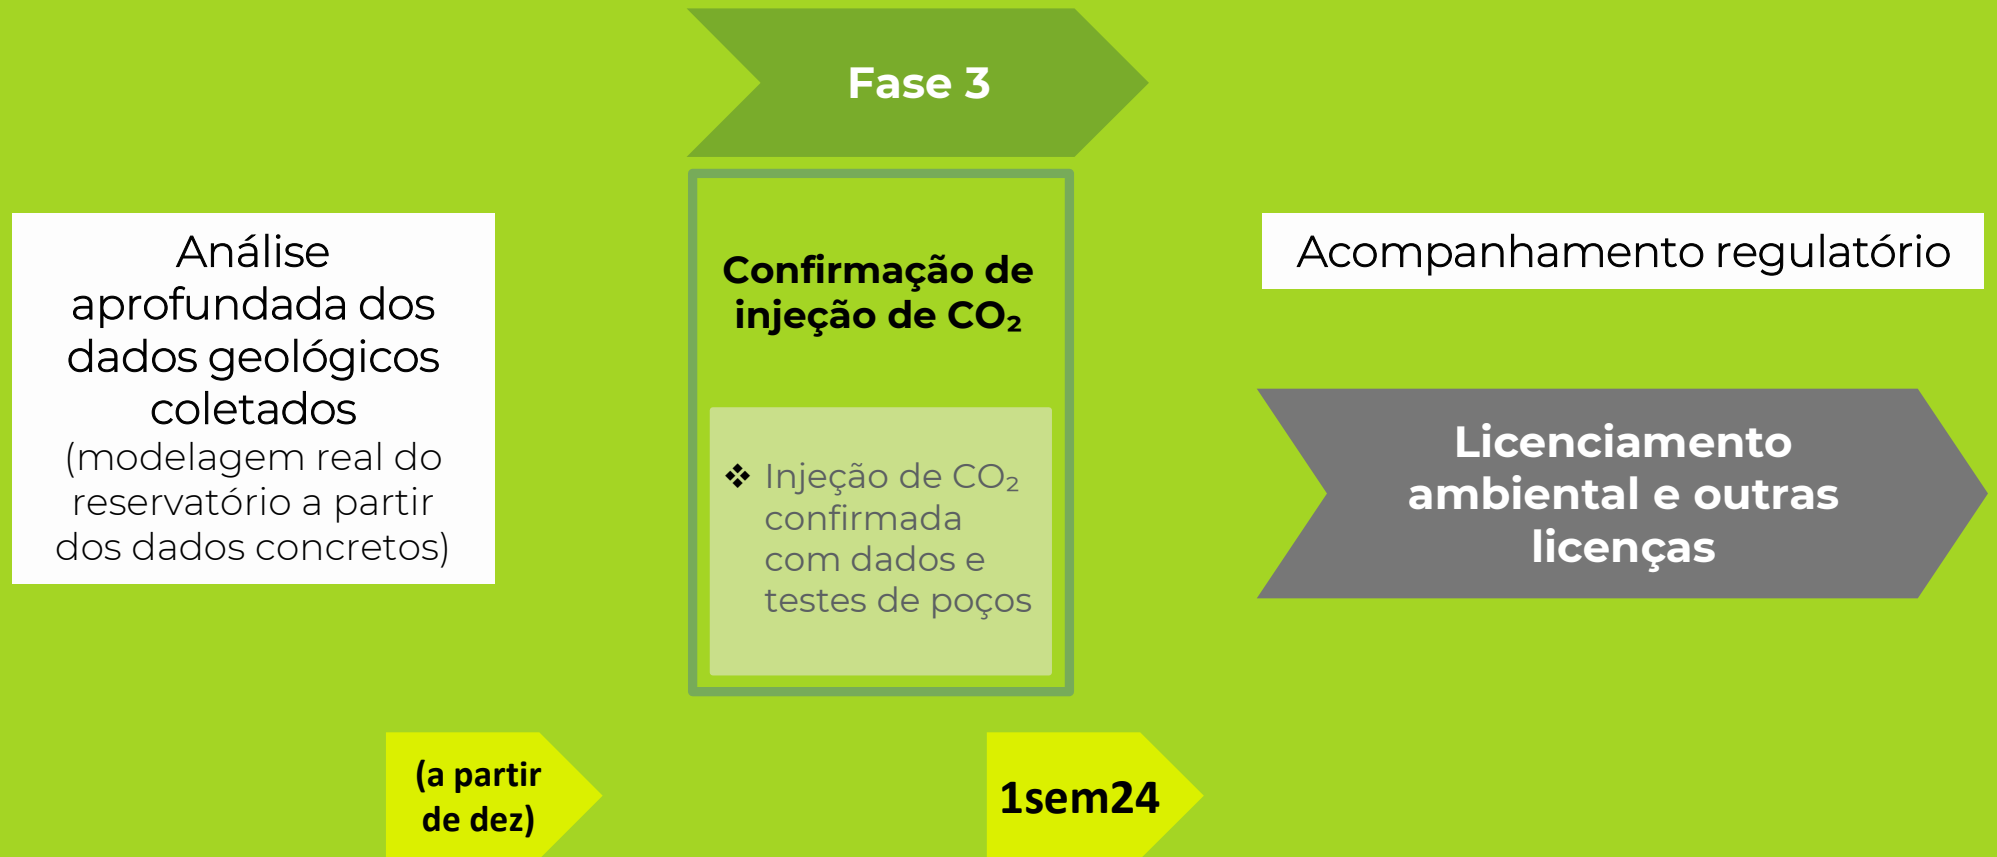 Fase 3
Análise
aprofundada dos
dados geológicos
coletados
(modelagem real do
reservatório a partir
dos dados concretos)
Confirmação de
injeção de CO₂
❖ Injeção de CO₂
confirmada
com dados e
testes de poços
Acompanhamento regulatório
Licenciamento
ambiental e outras
licenças
(a partir
de dez)
1sem24